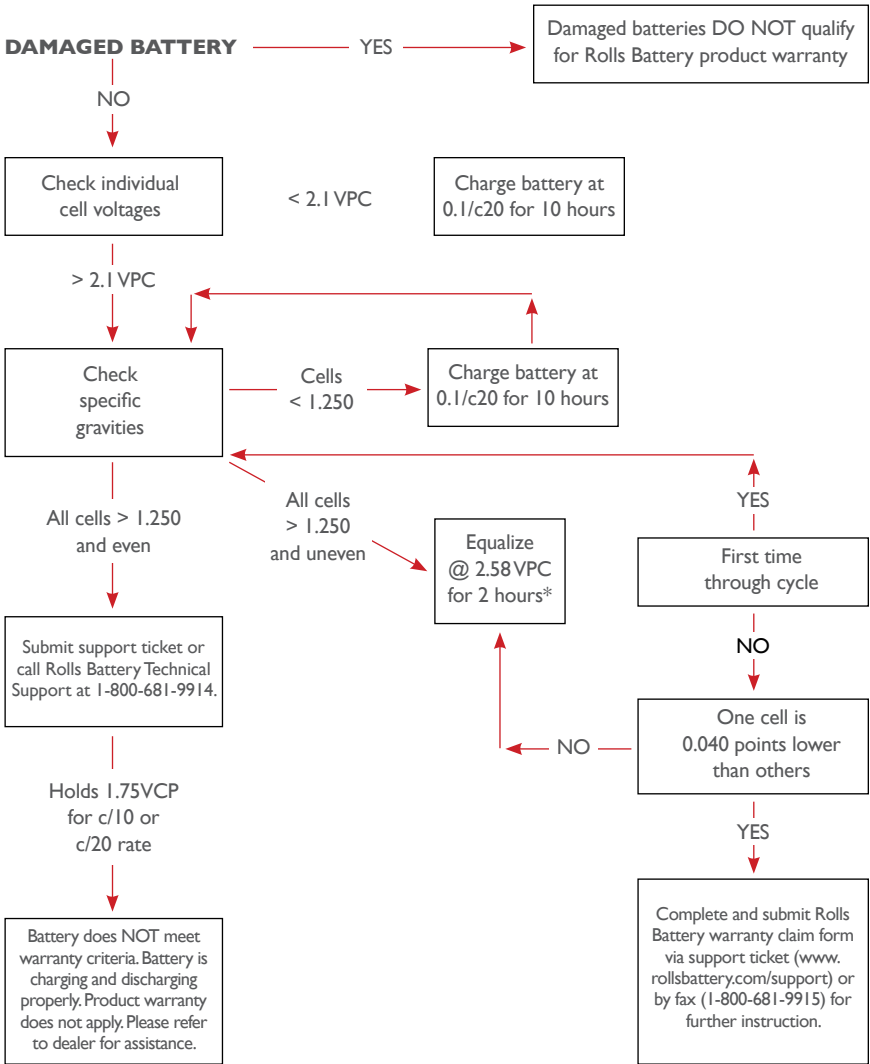 DAMAGED BATTERY
YES
Damaged batteries DO NOT qualify
for Rolls Battery product warranty
NO
Check individual
cell voltages
< 2.1 VPC
Charge battery at
0.1/c20 for 10 hours
> 2.1 VPC
Check
specific
gravities
Cells
< 1.250
Charge battery at
0.1/c20 for 10 hours
All cells > 1.250
and even
All cells
> 1.250
and uneven
Equalize
@ 2.58 VPC
for 2 hours*
YES
First time
through cycle
NO
Submit support ticket or
call Rolls Battery Technical
Support at 1-800-681-9914.
NO
One cell is
0.040 points lower
than others
Holds 1.75VCP
for c/10 or
c/20 rate
YES
Battery does NOT meet
warranty criteria. Battery is
charging and discharging
properly. Product warranty
does not apply. Please refer
to dealer for assistance.
Complete and submit Rolls
Battery warranty claim form
via support ticket (www.
rollsbattery.com/support) or
by fax (1-800-681-9915) for
further instruction.